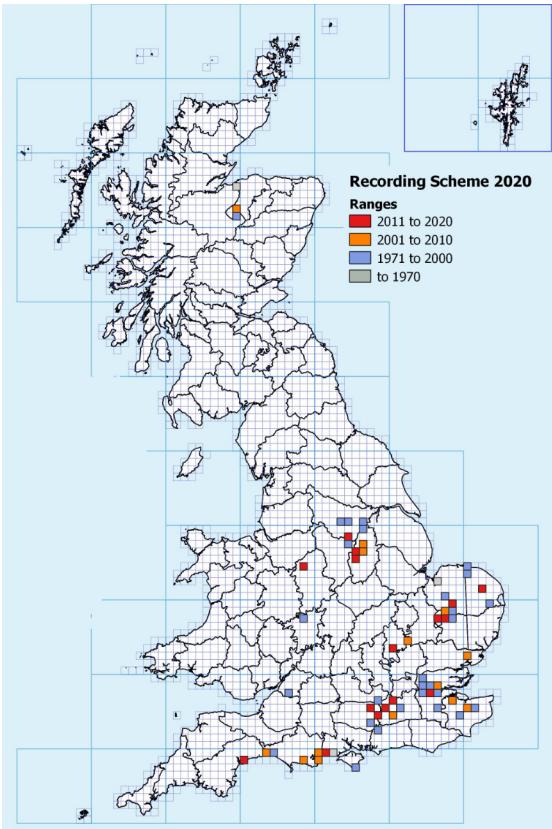 Recording Scheme 2020
Ranges
2011 to 2020
2001 to 2010
1971 to 2000
to 1970